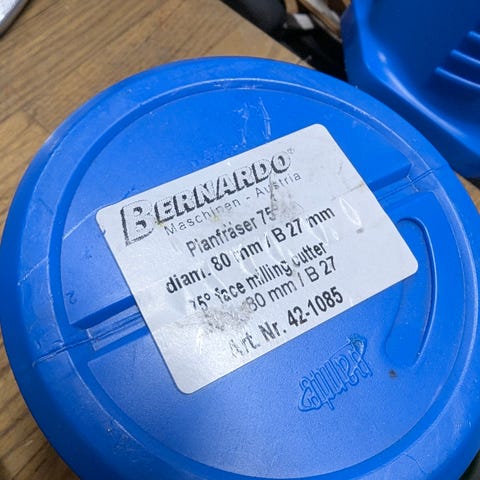 BERNARDO®
Maschinen - Austria
Planfräser 75°
diam. 80 mm / B 27 mm
75° face milling cutter
80 mm / B 27
Art. Nr. 42-1085